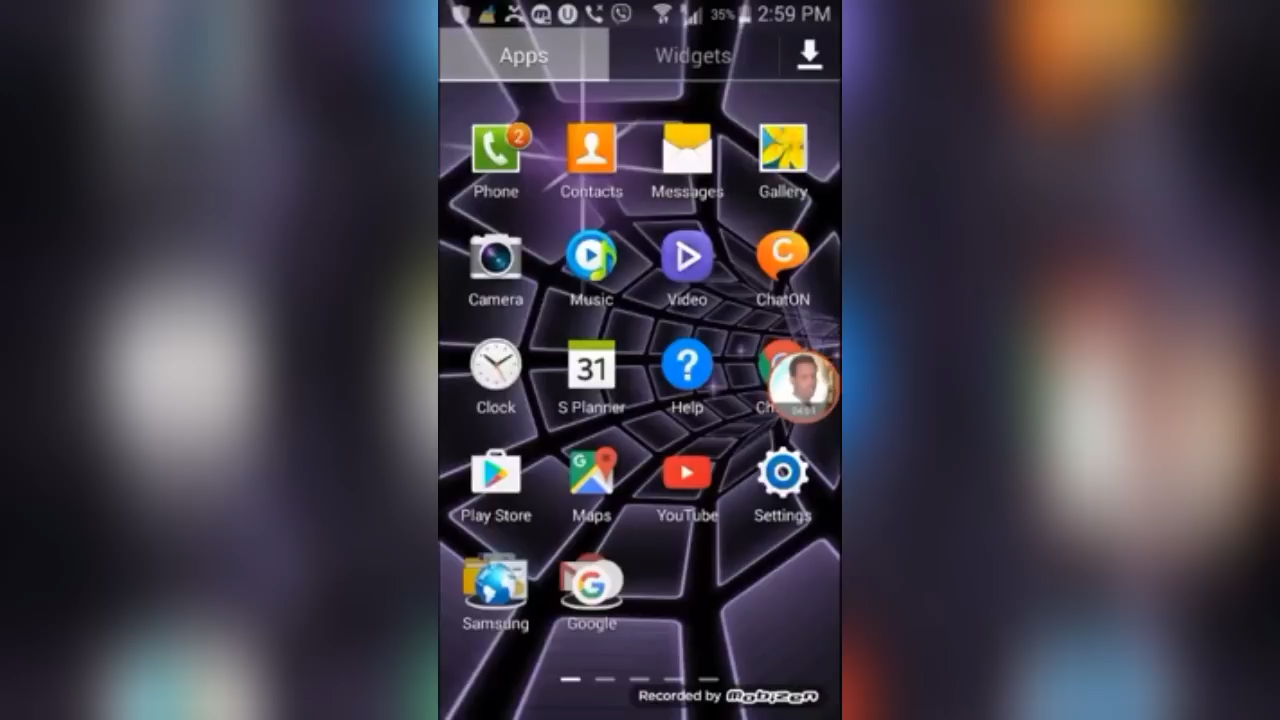 35% 2:59 PM
Apps Widgets
2
Phone Contacts Messages Gallery
C
Camera Music Video ChatON
31 ?
Clock S Planner Help
G
Play Store Maps YouTube Settings
G
Samsung Google
Recorded by Mobizen